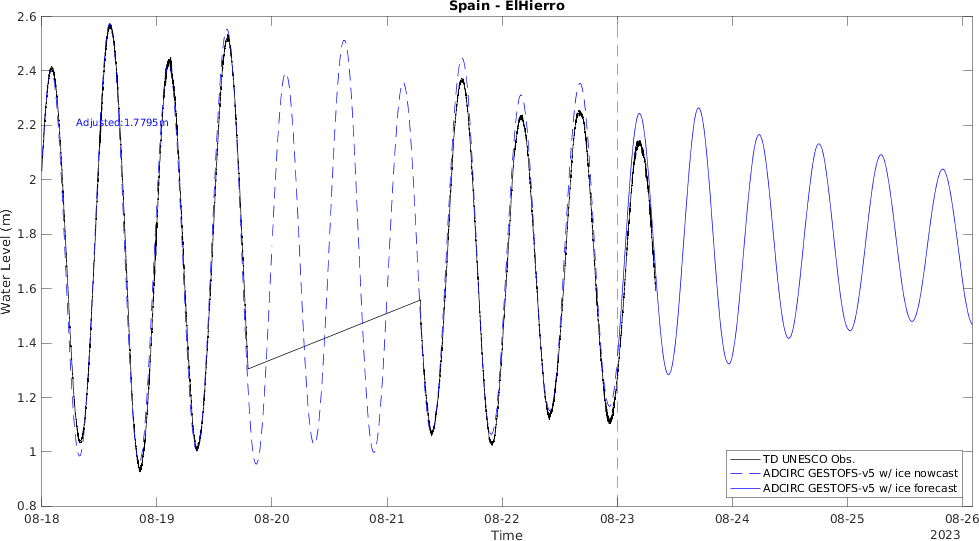 Spain - ElHierro
2.6
2.4
2.2
2
1.8
1.6
1.4
1.2
1
0.8
Water Level (m)
Adjusted:1.7795m
TD UNESCO Obs.
ADCIRC GESTOFS-v5 w/ ice nowcast
ADCIRC GESTOFS-v5 w/ ice forecast
08-18
08-19
08-20
08-21
08-22
08-23
08-24
08-25
08-26
Time
2023